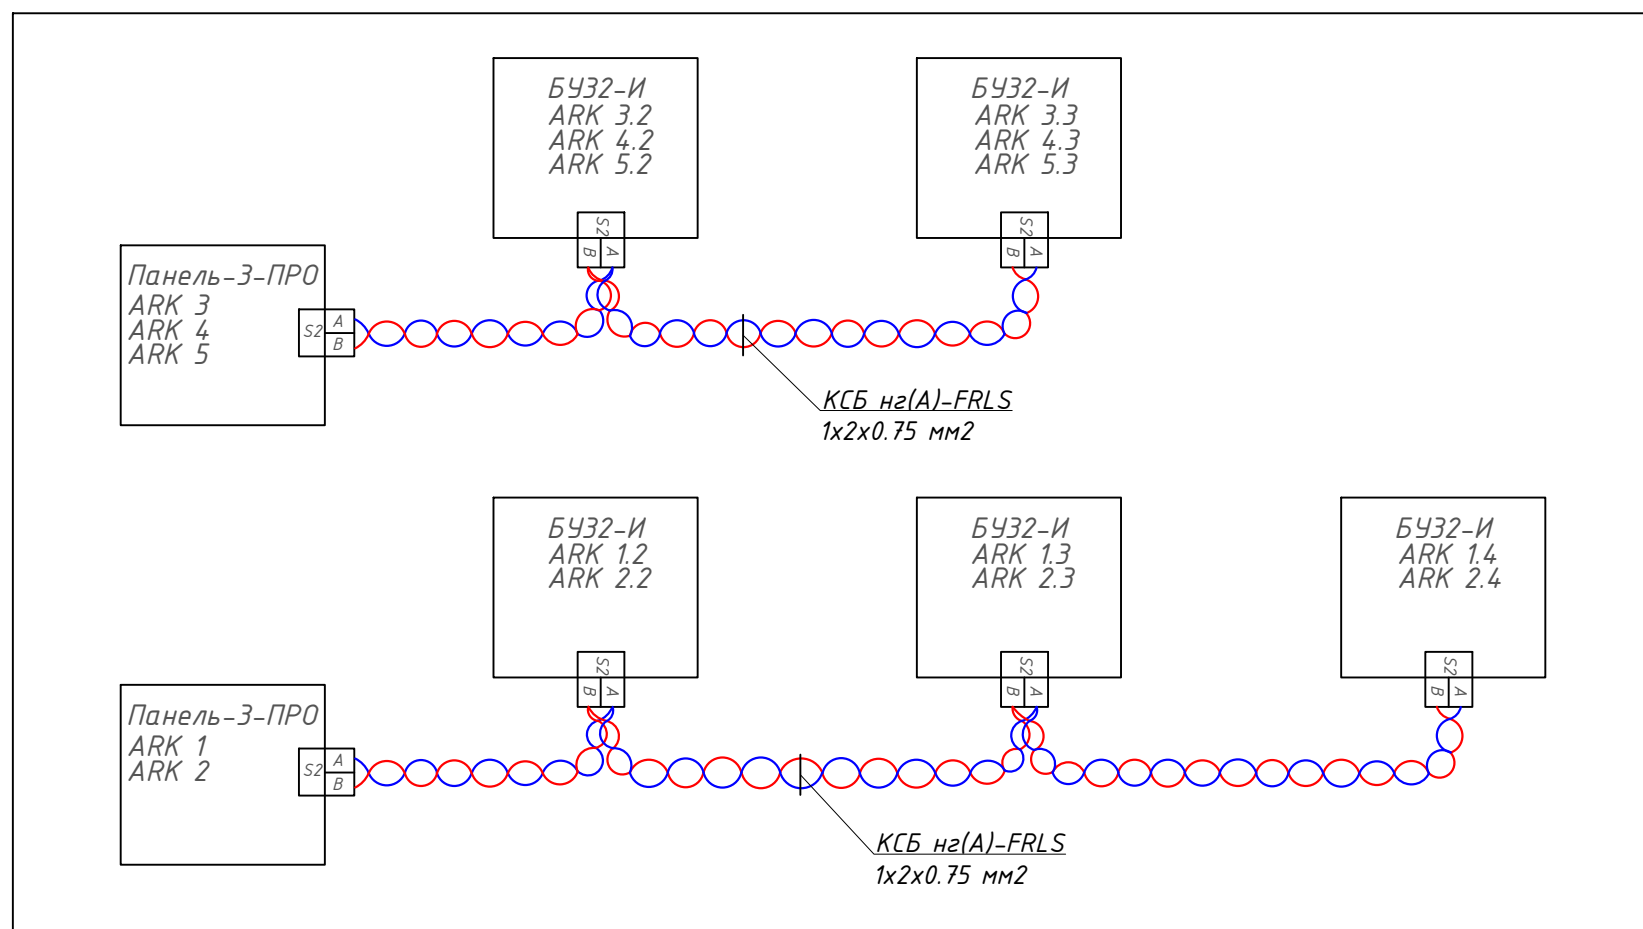 БУ32-И
ARK 3.2
ARK 4.2
ARK 5.2
S2
B A
БУ32-И
ARK 3.3
ARK 4.3
ARK 5.3
S2
B A
Панель-3-ПРО
ARK 3
ARK 4
ARK 5
S2
A
B
КСБ нг(А)-FRLS
1х2х0.75 мм2
БУ32-И
ARK 1.2
ARK 2.2
S2
B A
БУ32-И
ARK 1.3
ARK 2.3
S2
B A
БУ32-И
ARK 1.4
ARK 2.4
S2
B A
Панель-3-ПРО
ARK 1
ARK 2
S2
A
B
КСБ нг(А)-FRLS
1х2х0.75 мм2